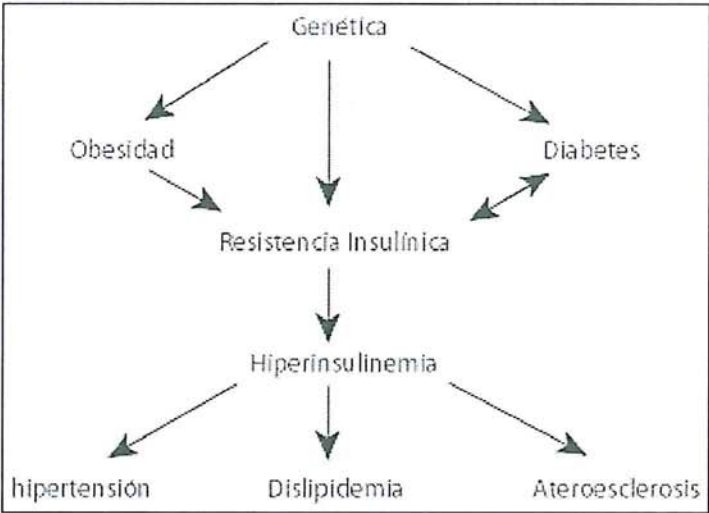 Genética
Obesidad
Diabetes
Resistencia Insulínica
Hiperinsulinemia
hipertensión
Dislipidemia
Ateroesclerosis